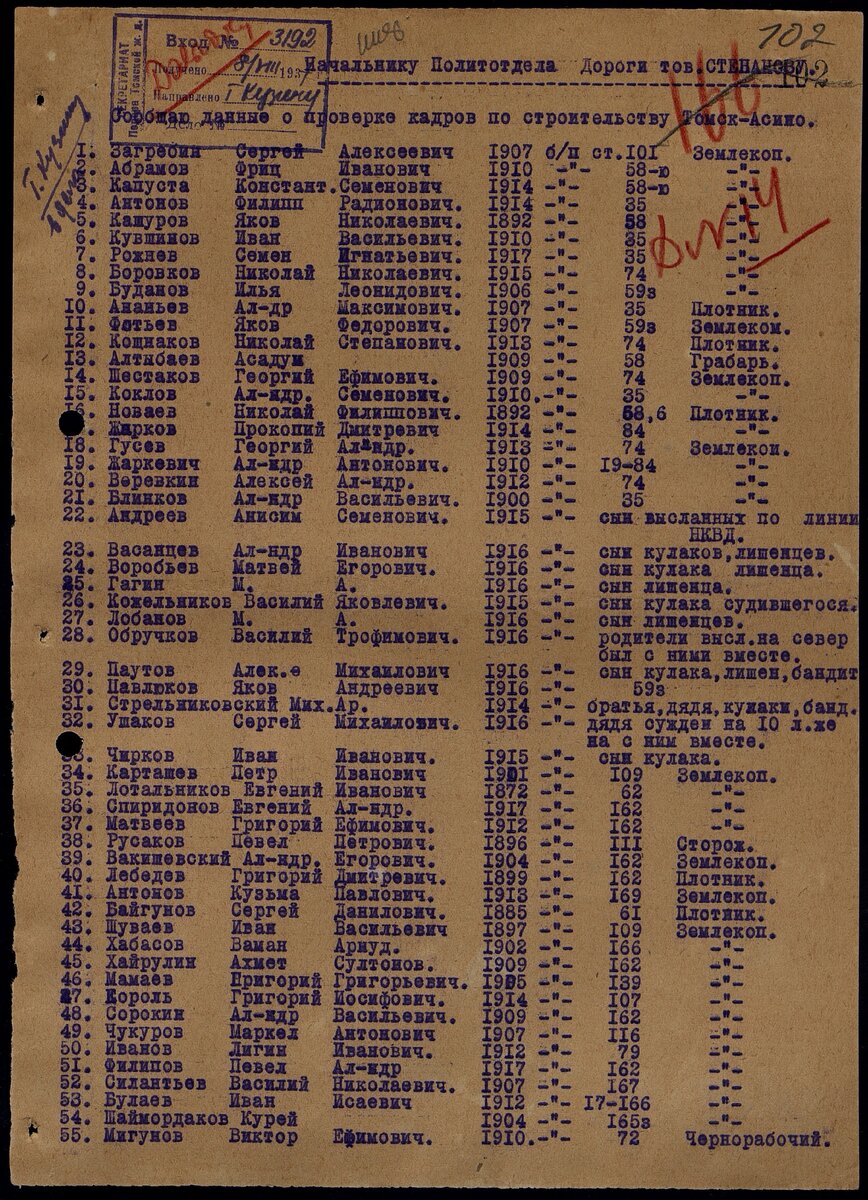 102
СЕКРЕТАРИАТ
Томской ж. д.
Вход № 3192
Получено 8/VIII 1937
Направлено Т Кузину
Дело №
Начальнику Политотдела Дороги тов. СТЕПАНОВУ.
102
Сообщаю данные о проверке кадров по строительству Томск-Асино.
Т. Кузину
1. Загребин Сергей Алексеевич 1907 б/п ст.101 Землекоп.
2. Абрамов Фриц Иванович 1910 -"- 58-ю -"-
3. Капуста Констант.Семенович 1914 -"- 58-ю -"-
4. Антонов Филипп Радионович. 1914 -"- 35 -"-
5. Кашуров Яков Николаевич. 1892 -"- 58 -"-
6. Кувшинов Иван Васильевич. 1910 -"- 35 -"-
7. Рожнев Семен Игнатьевич. 1917 -"- 35 -"-
8. Боровков Николай Николаевич. 1915 -"- 74 -"-
9. Буданов Илья Леонидович. 1906 -"- 59з -"-
10. Ананьев Ал-др Максимович. 1907 -"- 35 Плотник.
11. Фотьев Яков Федорович. 1907 -"- 59з Землеком.
12. Кощнаков Николай Степанович. 1913 -"- 74 Плотник.
13. Алтябаев Асадум 1909 -"- 58 Грабарь.
14. Шестаков Георгий Ефимович. 1909 -"- 74 Землекоп.
15. Коклов Ал-ндр. Семенович. 1910.-"- 35 -"-
16. Новаев Николай Филиппович. 1892 -"- 58,6 Плотник.
Жирков Прокопий Дмитревич 1914 -"- 84 -"-
18. Гусев Георгий Ал-ндр. 1913 -"- 74 Землекоп.
19. Жаркевич Ал-ндр Антонович. 1910 -"- 19-84 -"-
20. Веревкин Алексей Ал-ндр. 1912 -"- 74 -"-
21. Блинков Ал-ндр Васильевич. 1900 -"- 35 -"-
22. Андреев Анисим Семенович. 1915 -"- сын высланных по линии
НКВД.
23. Васанцев Ал-ндр Иванович 1916 -"- сын кулаков,лишенцев.
24. Воробьев Матвей Егорович. 1916 -"- сын кулака лишенца.
25. Гагин М. А. 1916 -"- сын лишенца.
26. Кожельников Василий Яковлевич. 1915 -"- сын кулака судившегося.
27. Лобанов М. А. 1916 -"- сын лишенцев.
28. Обручков Василий Трофимович. 1916 -"- родители высл.на север
был с ними вместе.
29. Паутов Алек.е Михаилович 1916 -"- сын кулака,лишен,бандит
30. Павлюков Яков Андреевич 1916 -"- 59з
31. Стрельниковский Мих.Ар. 1914 -"- братья,дядя,кулаки,банд.
32. Ушаков Сергей Михаилович. 1916 -"- дядя сужден на 10 л.же
на с ним вместе.
33. Чирков Иван Иванович. 1915 -"- сын кулака.
34. Карташев Петр Иванович 1901 -"- 109 Землекоп.
35. Лотальников Евгений Иванович 1872 -"- 62 -"-
36. Спиридонов Евгений Ал-ндр. 1917 -"- 162 -"-
37. Матвеев Григорий Ефимович. 1912 -"- 162 -"-
38. Русаков Певел Петрович. 1896 -"- 111 Сторож.
39. Вакишевский Ал-ндр. Егорович. 1904 -"- 162 Землекоп.
40. Лебедев Григорий Дмитревич. 1899 -"- 162 Плотник.
41. Антонов Кузьма Павлович. 1913 -"- 169 Землекоп.
42. Байгунов Сергей Данилович. 1885 -"- 61 Плотник.
43. Шуваев Иван Васильевич 1897 -"- 109 Землекоп.
44. Хабасов Ваман Арнуд. 1902 -"- 166 -"-
45. Хайрулин Ахмет Султонов. 1909 -"- 162 -"-
46. Мамаев Григорий Григорьевич. 1905 -"- 139 -"-
47. Король Григорий Иосифович. 1914 -"- 107 -"-
48. Сорокин Ал-ндр Васильевич. 1909 -"- 162 -"-
49. Чукуров Маркел Антонович 1907 -"- 116 -"-
50. Иванов Лигин Иванович. 1912 -"- 79 -"-
51. Филипов Певел Ал-ндр 1917 -"- 162 -"-
52. Силантьев Василий Николаевич. 1907 -"- 167 -"-
53. Булаев Иван Исаевич 1912 -"- 17-166 -"-
54. Шаймордаков Курей 1904 -"- 165з -"-
55. Мигунов Виктор Ефимович. 1910.-"- 72 Чернорабочий.